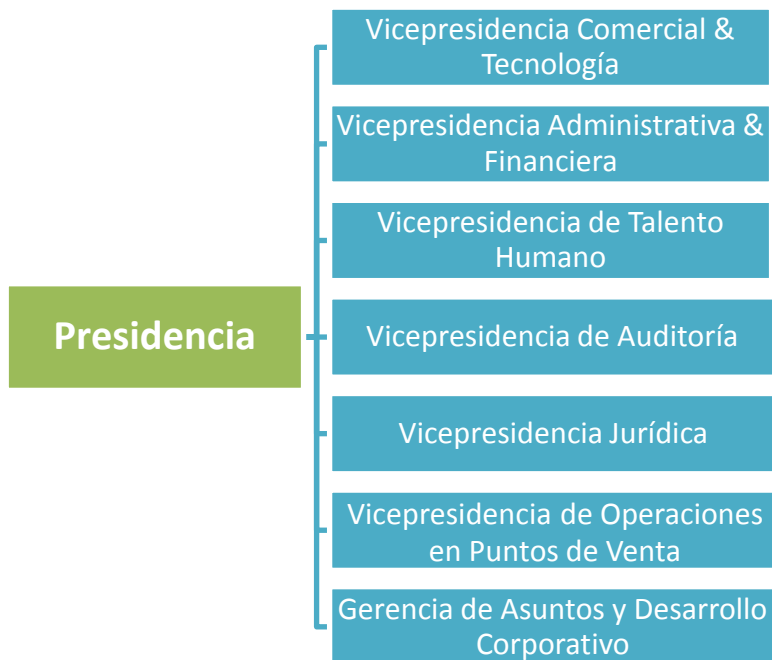 Presidencia
Vicepresidencia Comercial &
Tecnología
Vicepresidencia Administrativa &
Financiera
Vicepresidencia de Talento
Humano
Vicepresidencia de Auditoría
Vicepresidencia Jurídica
Vicepresidencia de Operaciones
en Puntos de Venta
Gerencia de Asuntos y Desarrollo
Corporativo